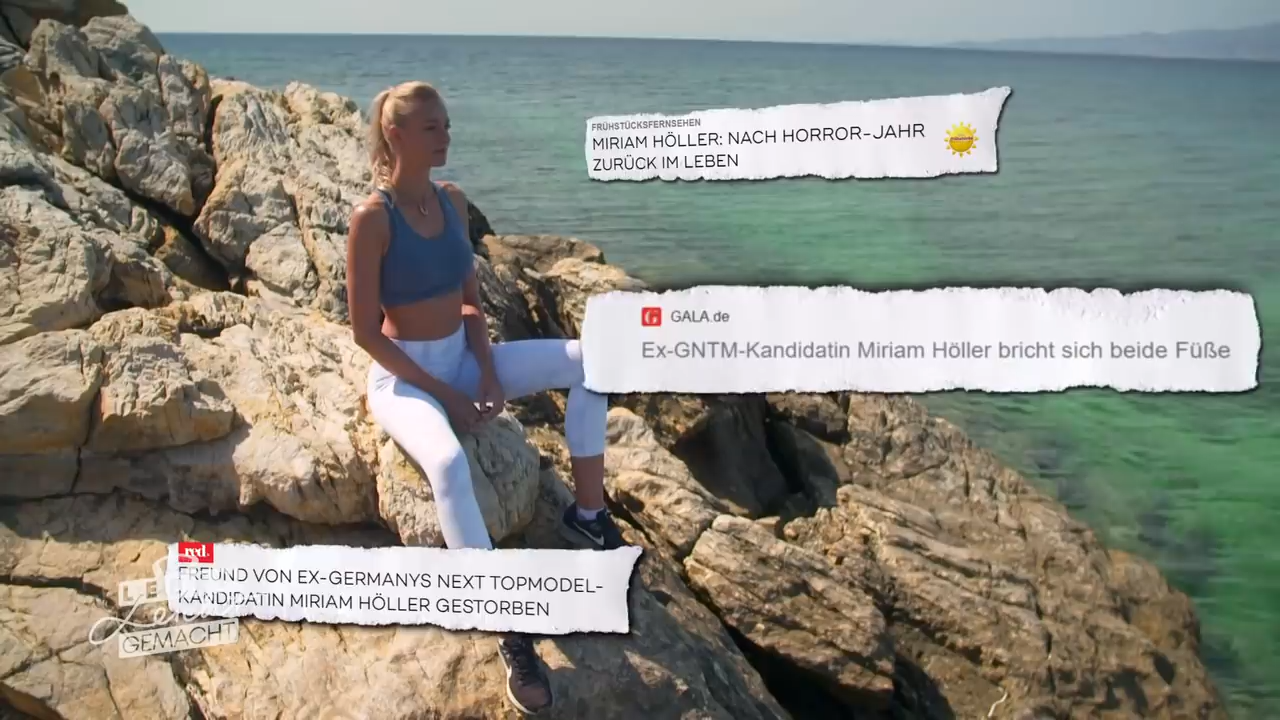 FRÜHSTÜCKSFERNSEHEN
MIRIAM HÖLLER: NACH HORROR-JAHR
ZURÜCK IM LEBEN
G GALA.de
Ex-GNTM-Kandidatin Miriam Höller bricht sich beide Füße
red.
FREUND VON EX-GERMANYS NEXT TOPMODEL-
KANDIDATIN MIRIAM HÖLLER GESTORBEN
GEMACHT